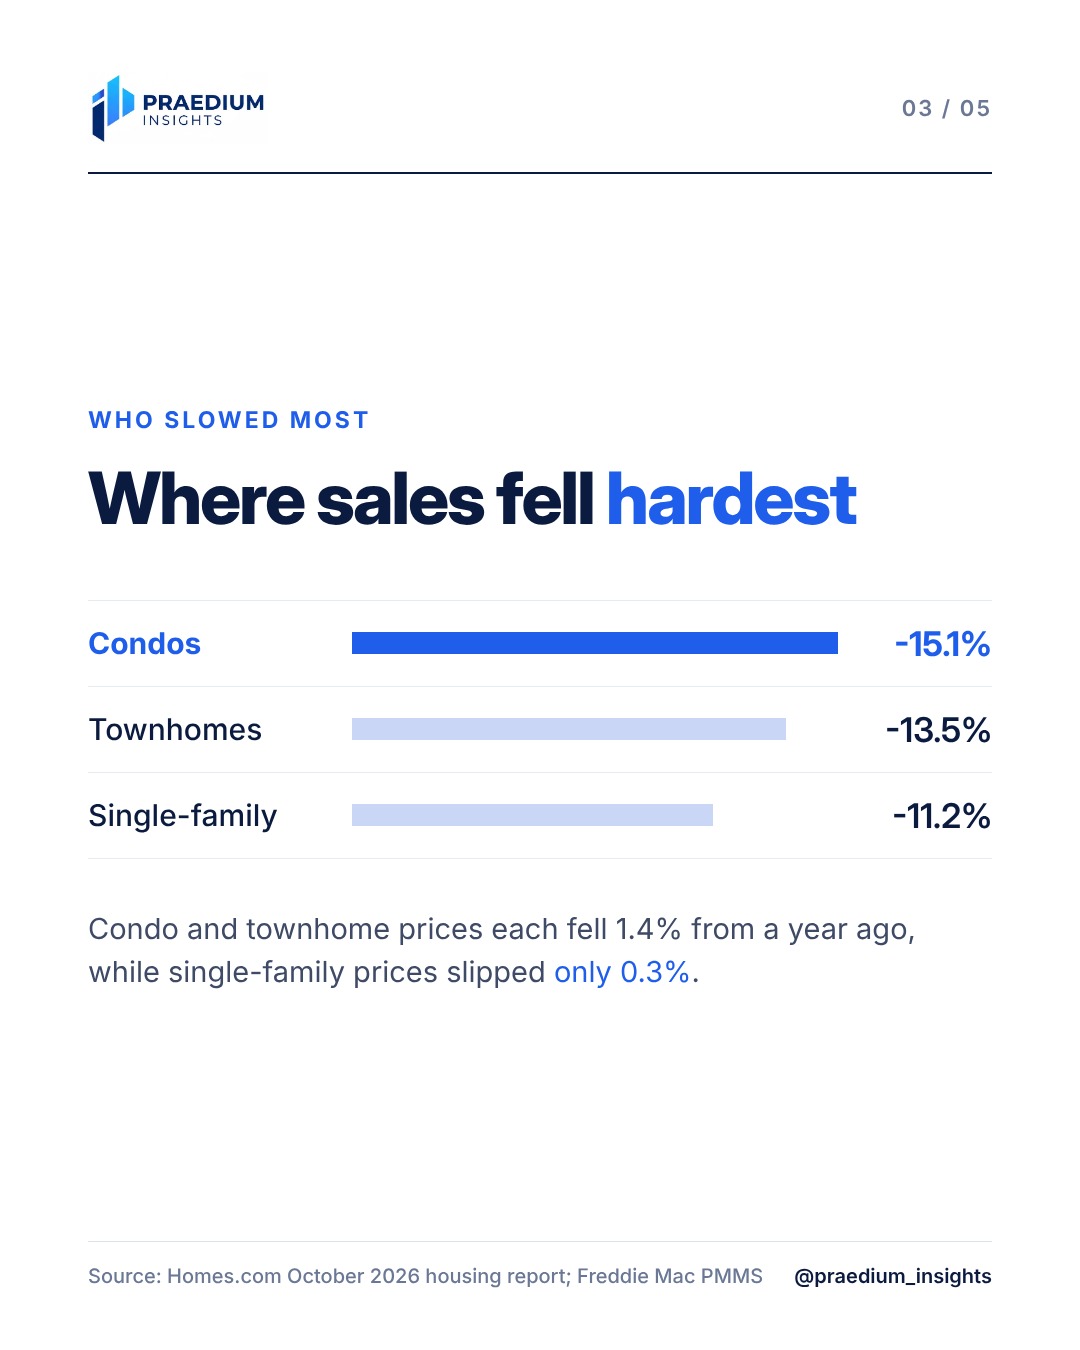 PRAEDIUM
INSIGHTS
03 / 05
WHO SLOWED MOST
Where sales fell hardest
Condos -15.1%
Townhomes -13.5%
Single-family -11.2%
Condo and townhome prices each fell 1.4% from a year ago,
while single-family prices slipped only 0.3%.
Source: Homes.com October 2026 housing report; Freddie Mac PMMS @praedium_insights